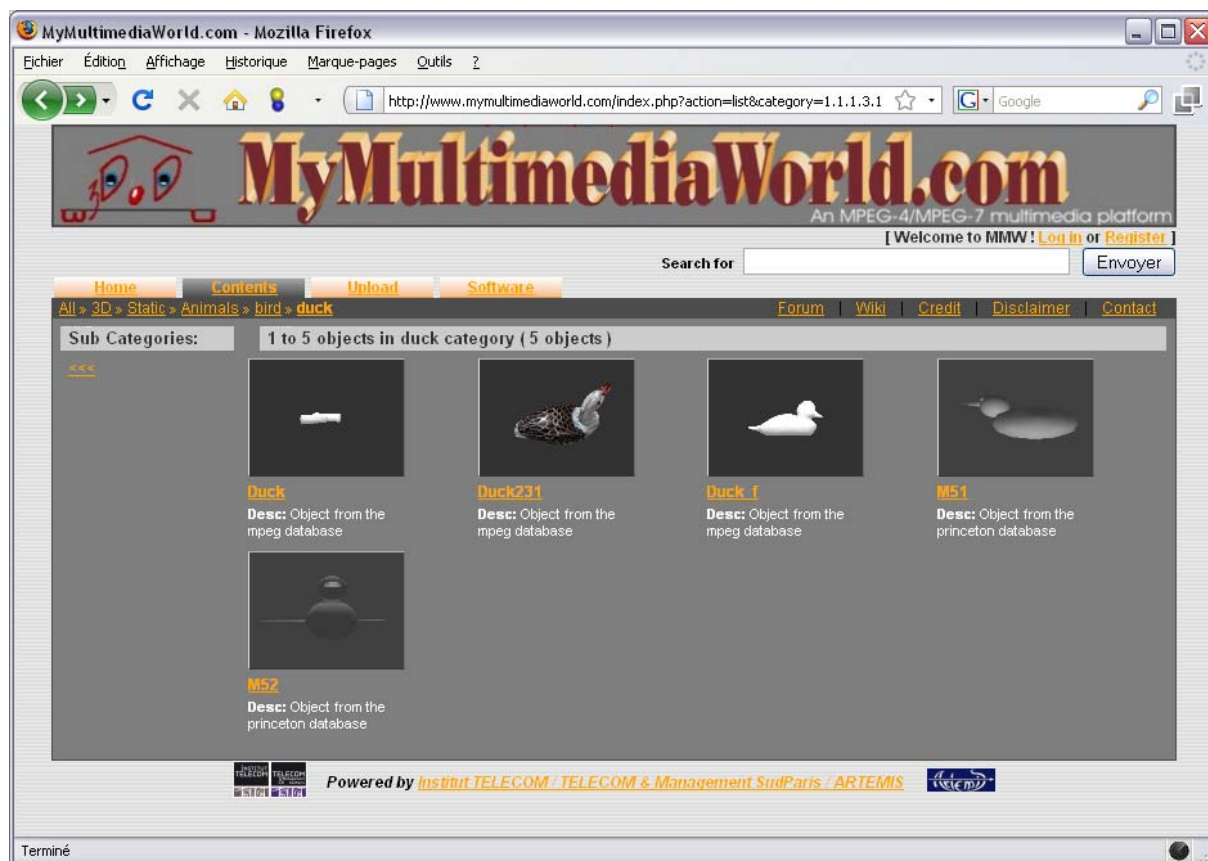 MyMultimediaWorld.com - Mozilla Firefox
Fichier Édition Affichage Historique Marque-pages Outils ?
http://www.mymultimediaworld.com/index.php?action=list&category=1.1.1.3.1
G Google
MyMultimediaWorld.com
An MPEG-4/MPEG-7 multimedia platform
[ Welcome to MMW ! Log in or Register ]
Search for Envoyer
Home Contents Upload Software
All » 3D » Static » Animals » bird » duck Forum | Wiki | Credit | Disclaimer | Contact
Sub Categories: 1 to 5 objects in duck category ( 5 objects )
<<<
Duck Duck231 Duck_f M51
Desc: Object from the Desc: Object from the Desc: Object from the Desc: Object from the
mpeg database mpeg database mpeg database princeton database
M52
Desc: Object from the
princeton database
INSTITUT TELECOM TELECOM
Powered by Institut TELECOM / TELECOM & Management SudParis / ARTEMIS Artemis
Terminé